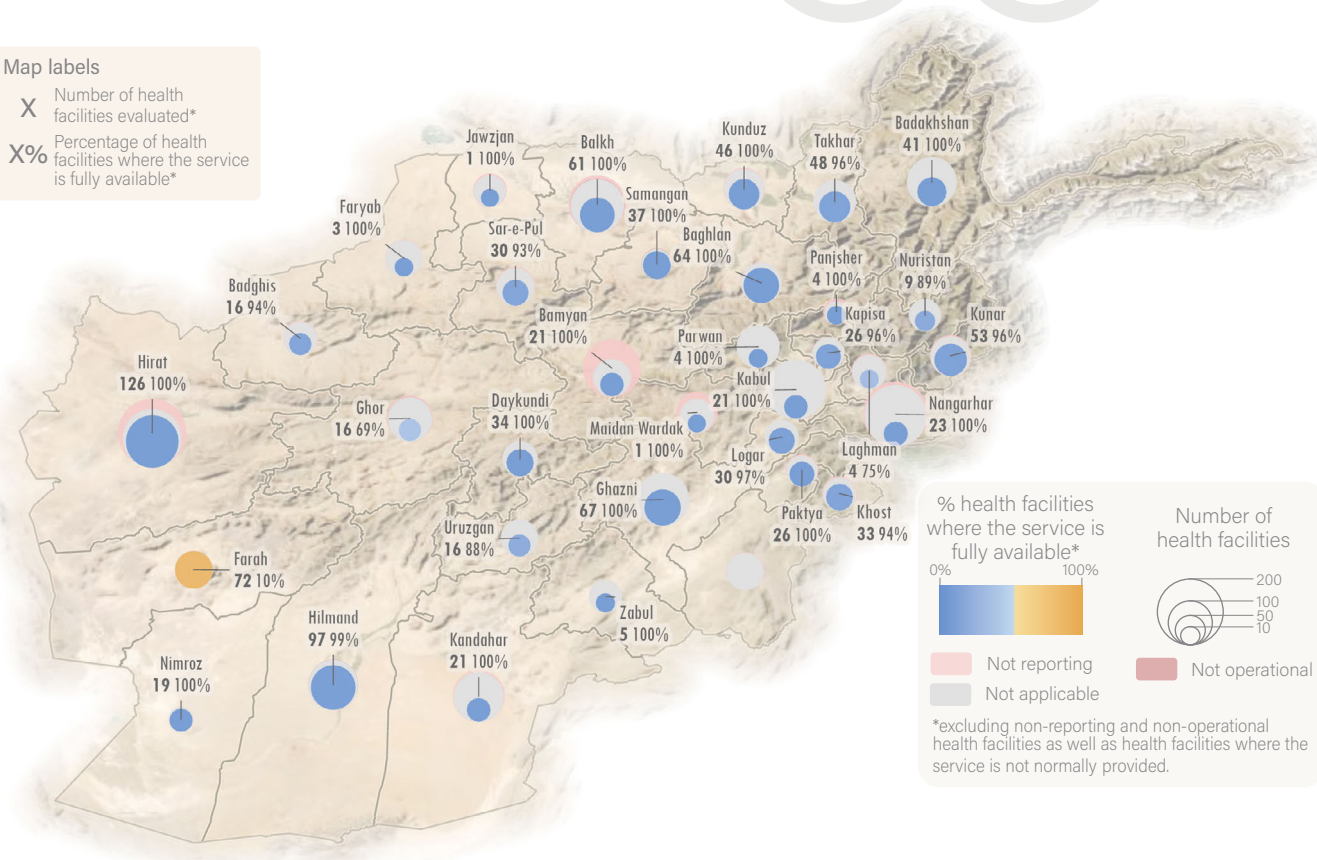 Map labels
X Number of health
facilities evaluated*
X% Percentage of health
facilities where the service
is fully available*
Jawzjan
1 100%
Balkh
61 100%
Kunduz
46 100%
Takhar
48 96%
Badakhshan
41 100%
Samangan
37 100%
Faryab
3 100%
Sar-e-Pul
30 93%
Baghlan
64 100%
Panjsher
4 100%
Nuristan
9 89%
Badghis
16 94%
Bamyan
21 100%
Parwan
4 100%
Kapisa
26 96%
Kunar
53 96%
Hirat
126 100%
Ghor
16 69%
Daykundi
34 100%
Maidan Wardak
1 100%
Kabul
21 100%
Nangarhar
23 100%
Logar
30 97%
Laghman
4 75%
Ghazni
67 100%
Paktya
26 100%
Khost
33 94%
Uruzgan
16 88%
Farah
72 10%
Zabul
5 100%
Hilmand
97 99%
Kandahar
21 100%
Nimroz
19 100%
% health facilities
where the service is
fully available*
0% 100%
Not reporting
Not applicable
Number of
health facilities
200
100
50
10
Not operational
*excluding non-reporting and non-operational
health facilities as well as health facilities where the
service is not normally provided.